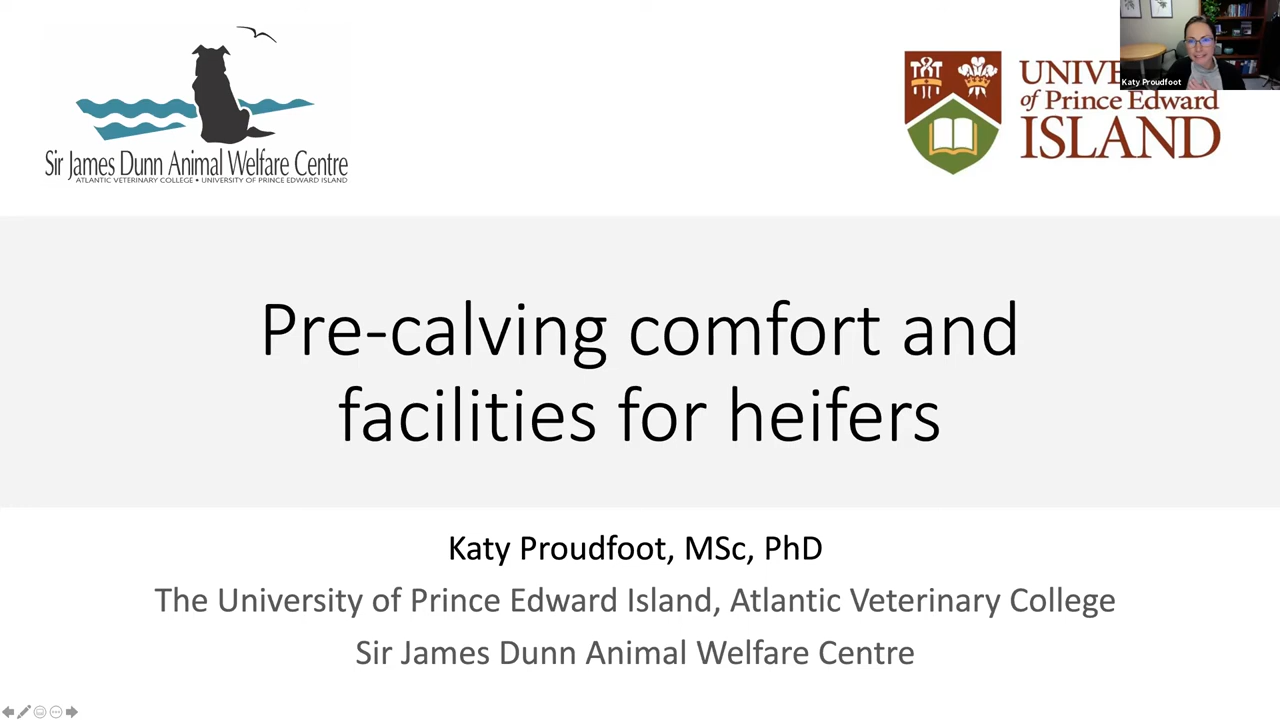 Sir James Dunn Animal Welfare Centre
ATLANTIC VETERINARY COLLEGE • UNIVERSITY OF PRINCE EDWARD ISLAND
of Prince Edward
ISLAND
Katy Proudfoot
Pre-calving comfort and
facilities for heifers
Katy Proudfoot, MSc, PhD
The University of Prince Edward Island, Atlantic Veterinary College
Sir James Dunn Animal Welfare Centre